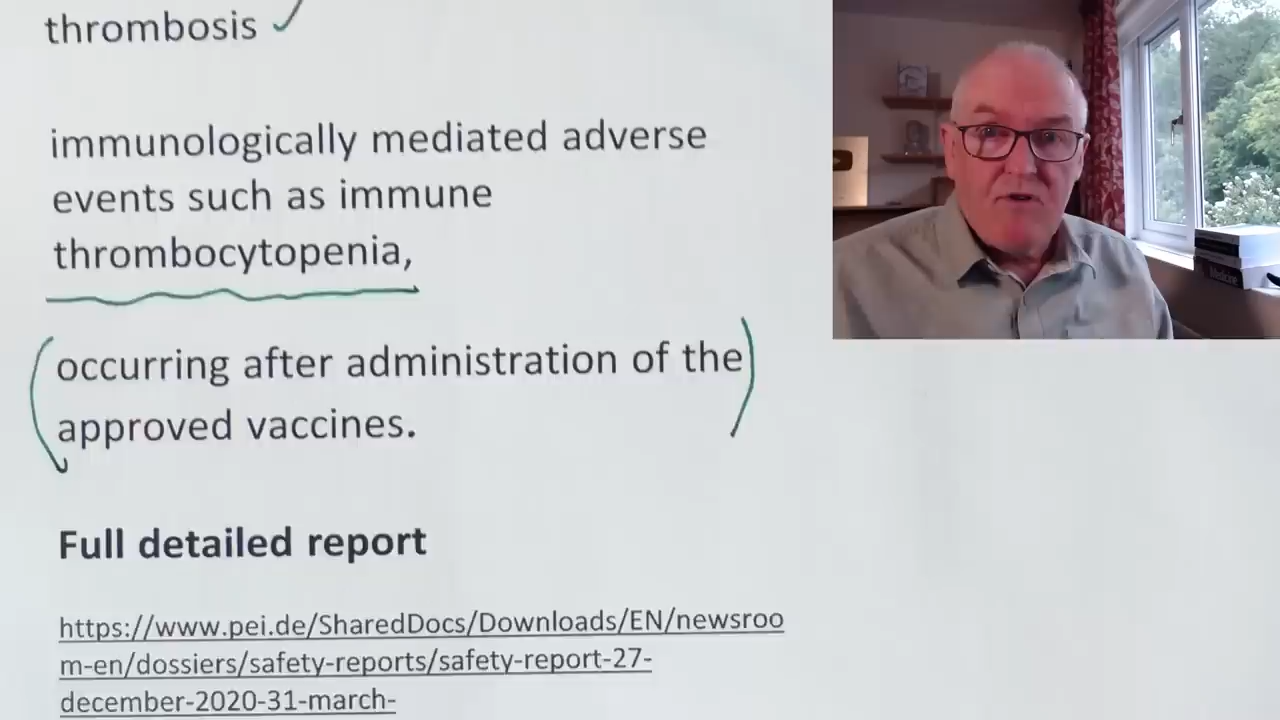 thrombosis
immunologically mediated adverse
events such as immune
thrombocytopenia,
occurring after administration of the
approved vaccines.
Full detailed report
https://www.pei.de/SharedDocs/Downloads/EN/newsroo
m-en/dossiers/safety-reports/safety-report-27-
december-2020-31-march-
Medicine